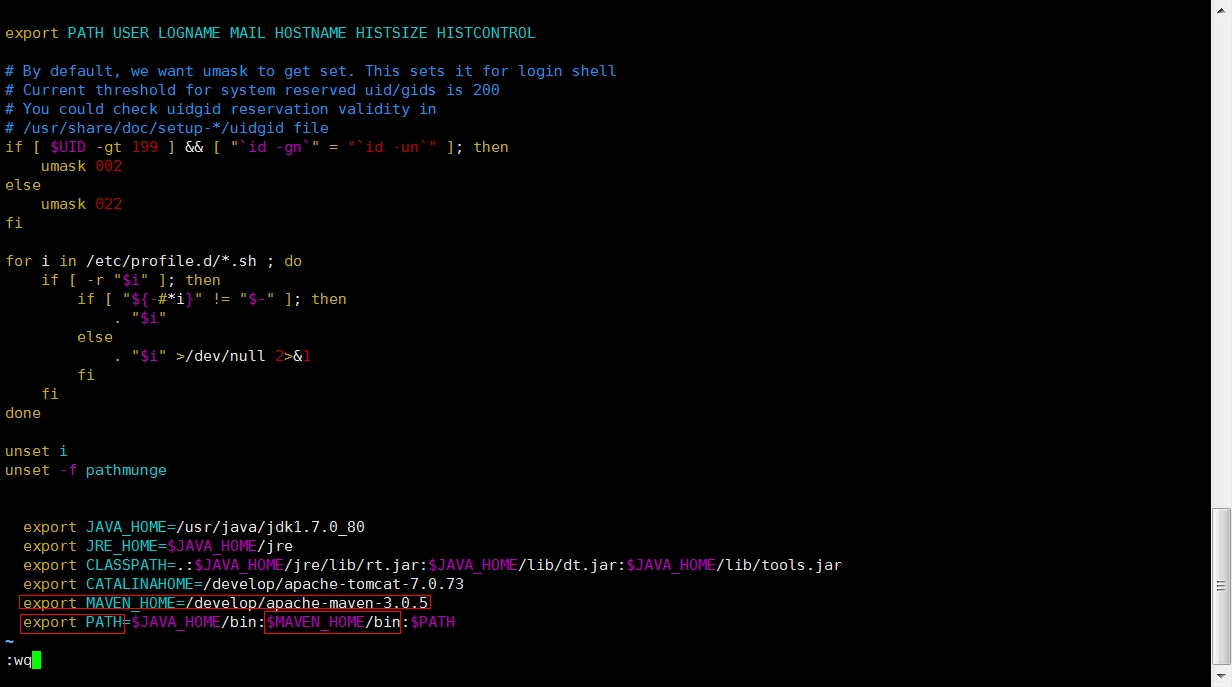 export PATH USER LOGNAME MAIL HOSTNAME HISTSIZE HISTCONTROL
# By default, we want umask to get set. This sets it for login shell
# Current threshold for system reserved uid/gids is 200
# You could check uidgid reservation validity in
# /usr/share/doc/setup-*/uidgid file
if [ $UID -gt 199 ] && [ "`id -gn`" = "`id -un`" ]; then
    umask 002
else
    umask 022
fi
for i in /etc/profile.d/*.sh ; do
    if [ -r "$i" ]; then
        if [ "${-#*i}" != "$-" ]; then
            . "$i"
        else
            . "$i" >/dev/null 2>&1
        fi
    fi
done
unset i
unset -f pathmunge
  export JAVA_HOME=/usr/java/jdk1.7.0_80
  export JRE_HOME=$JAVA_HOME/jre
  export CLASSPATH=.:$JAVA_HOME/jre/lib/rt.jar:$JAVA_HOME/lib/dt.jar:$JAVA_HOME/lib/tools.jar
  export CATALINAHOME=/develop/apache-tomcat-7.0.73
  export MAVEN_HOME=/develop/apache-maven-3.0.5
  export PATH=$JAVA_HOME/bin:$MAVEN_HOME/bin:$PATH
~
:wq